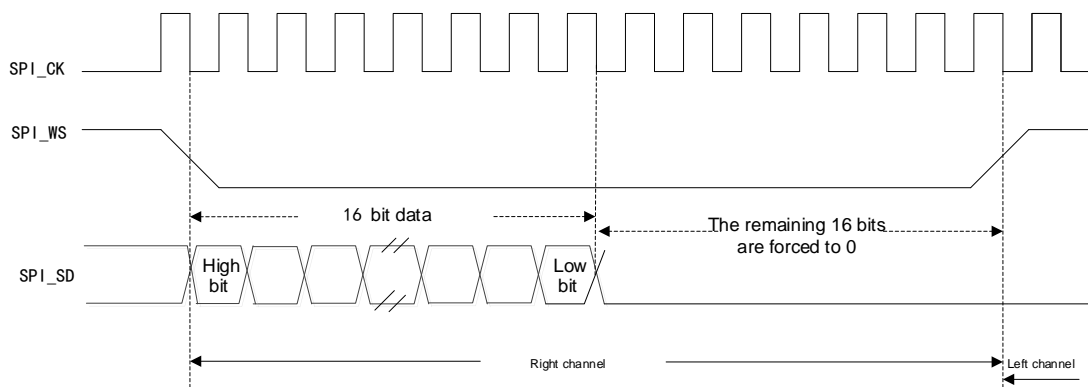 SPI_CK
SPI_WS
16 bit data
The remaining 16 bits
are forced to 0
SPI_SD
High
bit
Low
bit
Right channel
Left channel